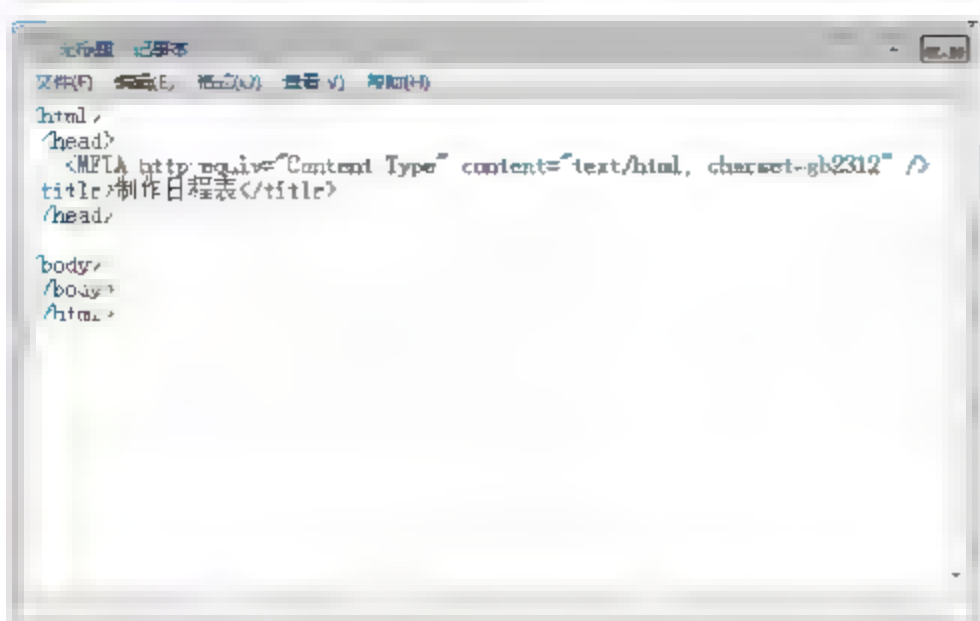 无标题 记事本
文件(F) 编辑(E) 格式(O) 查看(V) 帮助(H)
html>
/head>
<META http-equiv="Content Type" content="text/html, charset=gb2312" />
title>制作日程表</title>
/head>
body>
/body>
/html>